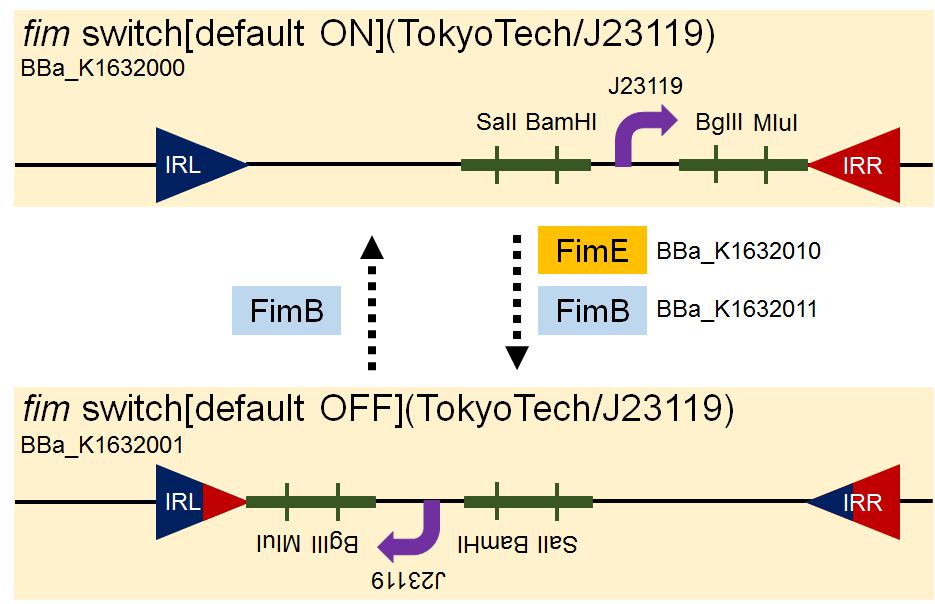 fim switch[default ON](TokyoTech/J23119)
BBa_K1632000
J23119
SalI BamHI
BglII MluI
IRL
IRR
FimE
BBa_K1632010
FimB
FimB
BBa_K1632011
fim switch[default OFF](TokyoTech/J23119)
BBa_K1632001
IRL
IRR
MluI BglII
BamHI SalI
J23119